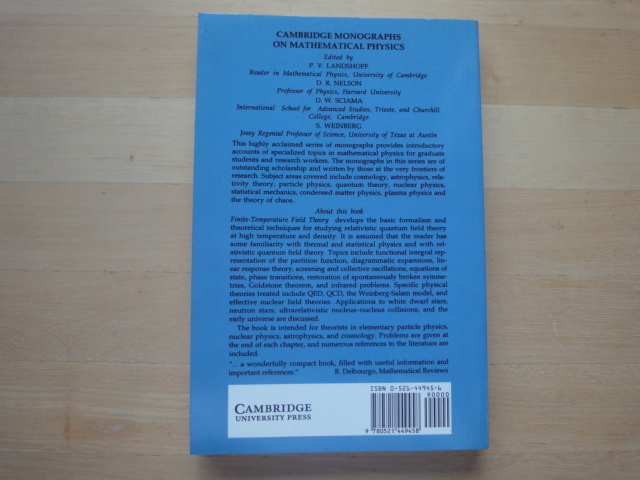 CAMBRIDGE MONOGRAPHS
ON MATHEMATICAL PHYSICS
Edited by
P. V. LANDSHOFF
Reader in Mathematical Physics, University of Cambridge
D. R. NELSON
Professor of Physics, Harvard University
D. W. SCIAMA
International School for Advanced Studies, Trieste, and Churchill
College, Cambridge
S. WEINBERG
Josey Regental Professor of Science, University of Texas at Austin
This highly acclaimed series of monographs provides introductory
accounts of specialized topics in mathematical physics for graduate
students and research workers. The monographs in this series are of
outstanding scholarship and written by those at the very frontiers of
research. Subject areas covered include cosmology, astrophysics, rela-
tivity theory, particle physics, quantum theory, nuclear physics,
statistical mechanics, condensed matter physics, plasma physics and
the theory of chaos.
About this book
Finite-Temperature Field Theory develops the basic formalism and
theoretical techniques for studying relativistic quantum field theory
at high temperature and density. It is assumed that the reader has
some familiarity with thermal and statistical physics and with rel-
ativistic quantum field theory. Topics include functional integral rep-
resentation of the partition function, diagrammatic expansions, lin-
ear response theory, screening and collective oscillations, equations of
state, phase transitions, restoration of spontaneously broken symme-
tries, Goldstone theorem, and infrared problems. Specific physical
theories treated include QED, QCD, the Weinberg-Salam model, and
effective nuclear field theories. Applications to white dwarf stars,
neutron stars, ultrarelativistic nucleus-nucleus collisions, and the
early universe are discussed.
The book is intended for theorists in elementary particle physics,
nuclear physics, astrophysics, and cosmology. Problems are given at
the end of each chapter, and numerous references to the literature are
included.
"... a wonderfully compact book, filled with useful information and
important references." R. Delbourgo, Mathematical Reviews
ISBN 0-521-44945-6
90000
9 780521 449458
CAMBRIDGE
UNIVERSITY PRESS